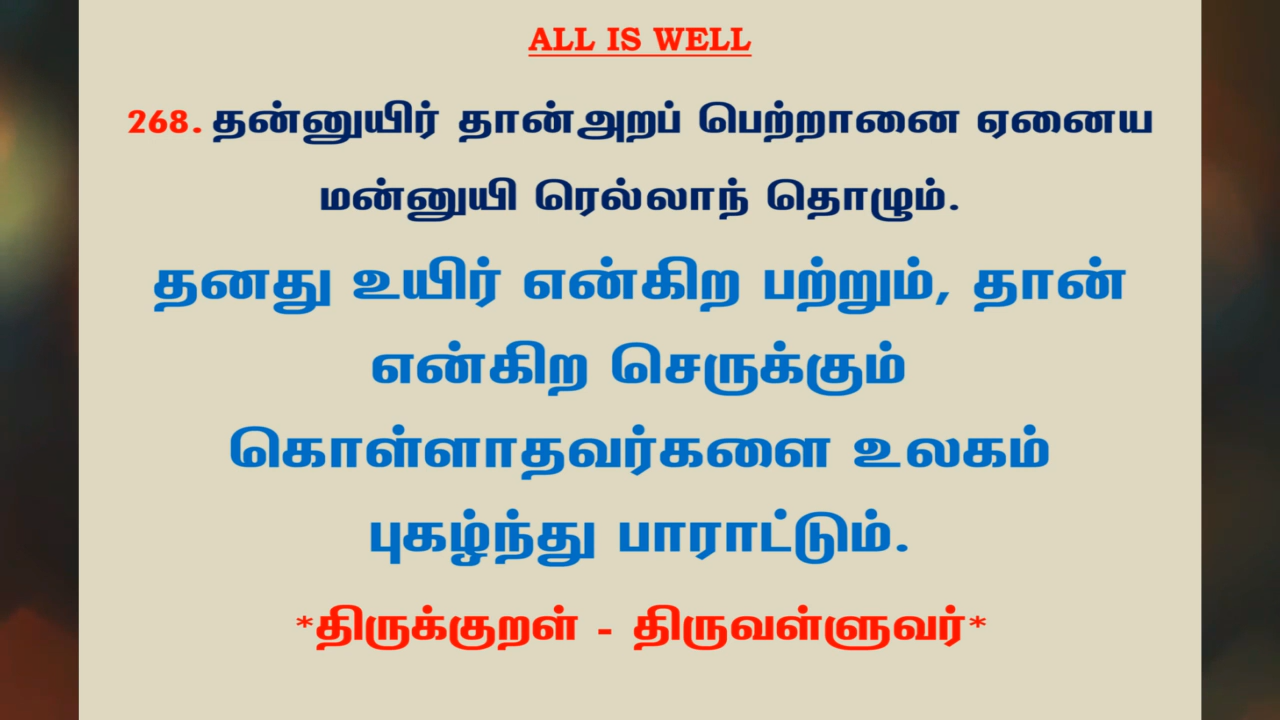 ALL IS WELL
268. தன்னுயிர் தான்அறப் பெற்றானை ஏனைய
மன்னுயி ரெல்லாந் தொழும்.
தனது உயிர் என்கிற பற்றும், தான்
என்கிற செருக்கும்
கொள்ளாதவர்களை உலகம்
புகழ்ந்து பாராட்டும்.
*திருக்குறள் - திருவள்ளுவர்*